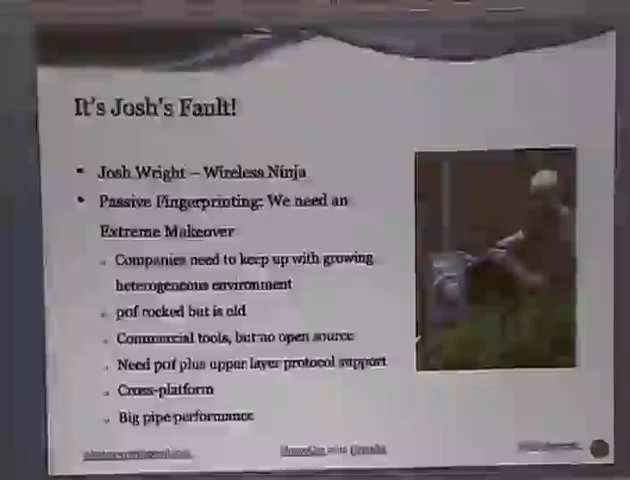 It's Josh's Fault!
Josh Wright – Wireless Ninja
Passive Fingerprinting: We need an
Extreme Makeover
Companies need to keep up with growing
heterogeneous environment
pof rocked but is old
Commercial tools, but no open source
Need pof plus upper layer protocol support
Cross-platform
Big pipe performance